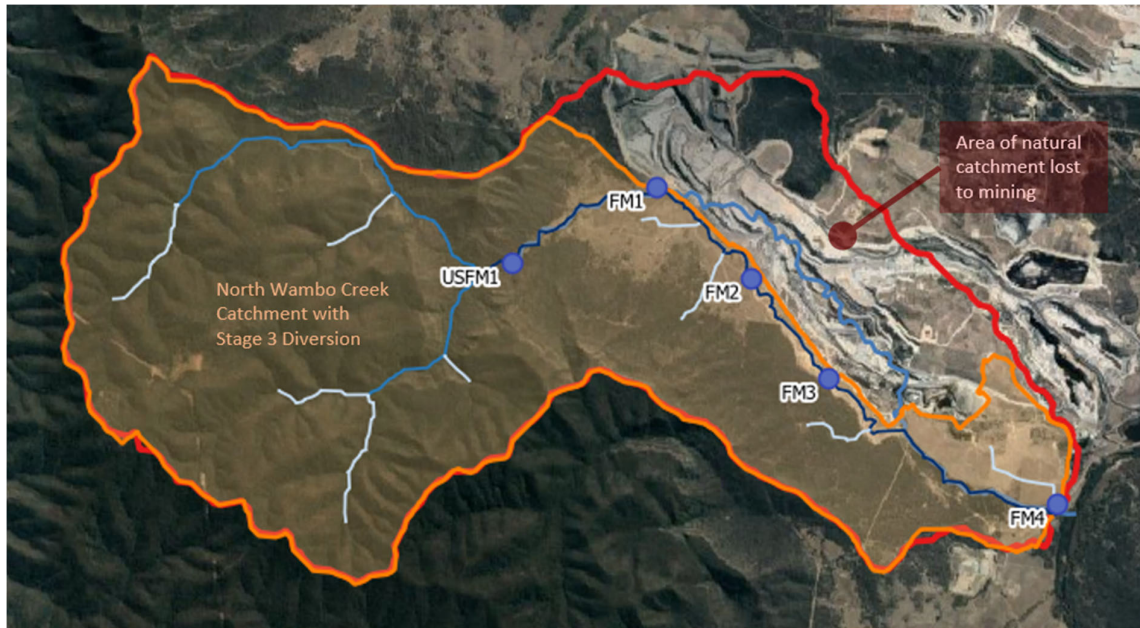 Area of natural
catchment lost
to mining
FM1
USFM1
FM2
North Wambo Creek
Catchment with
Stage 3 Diversion
FM3
FM4